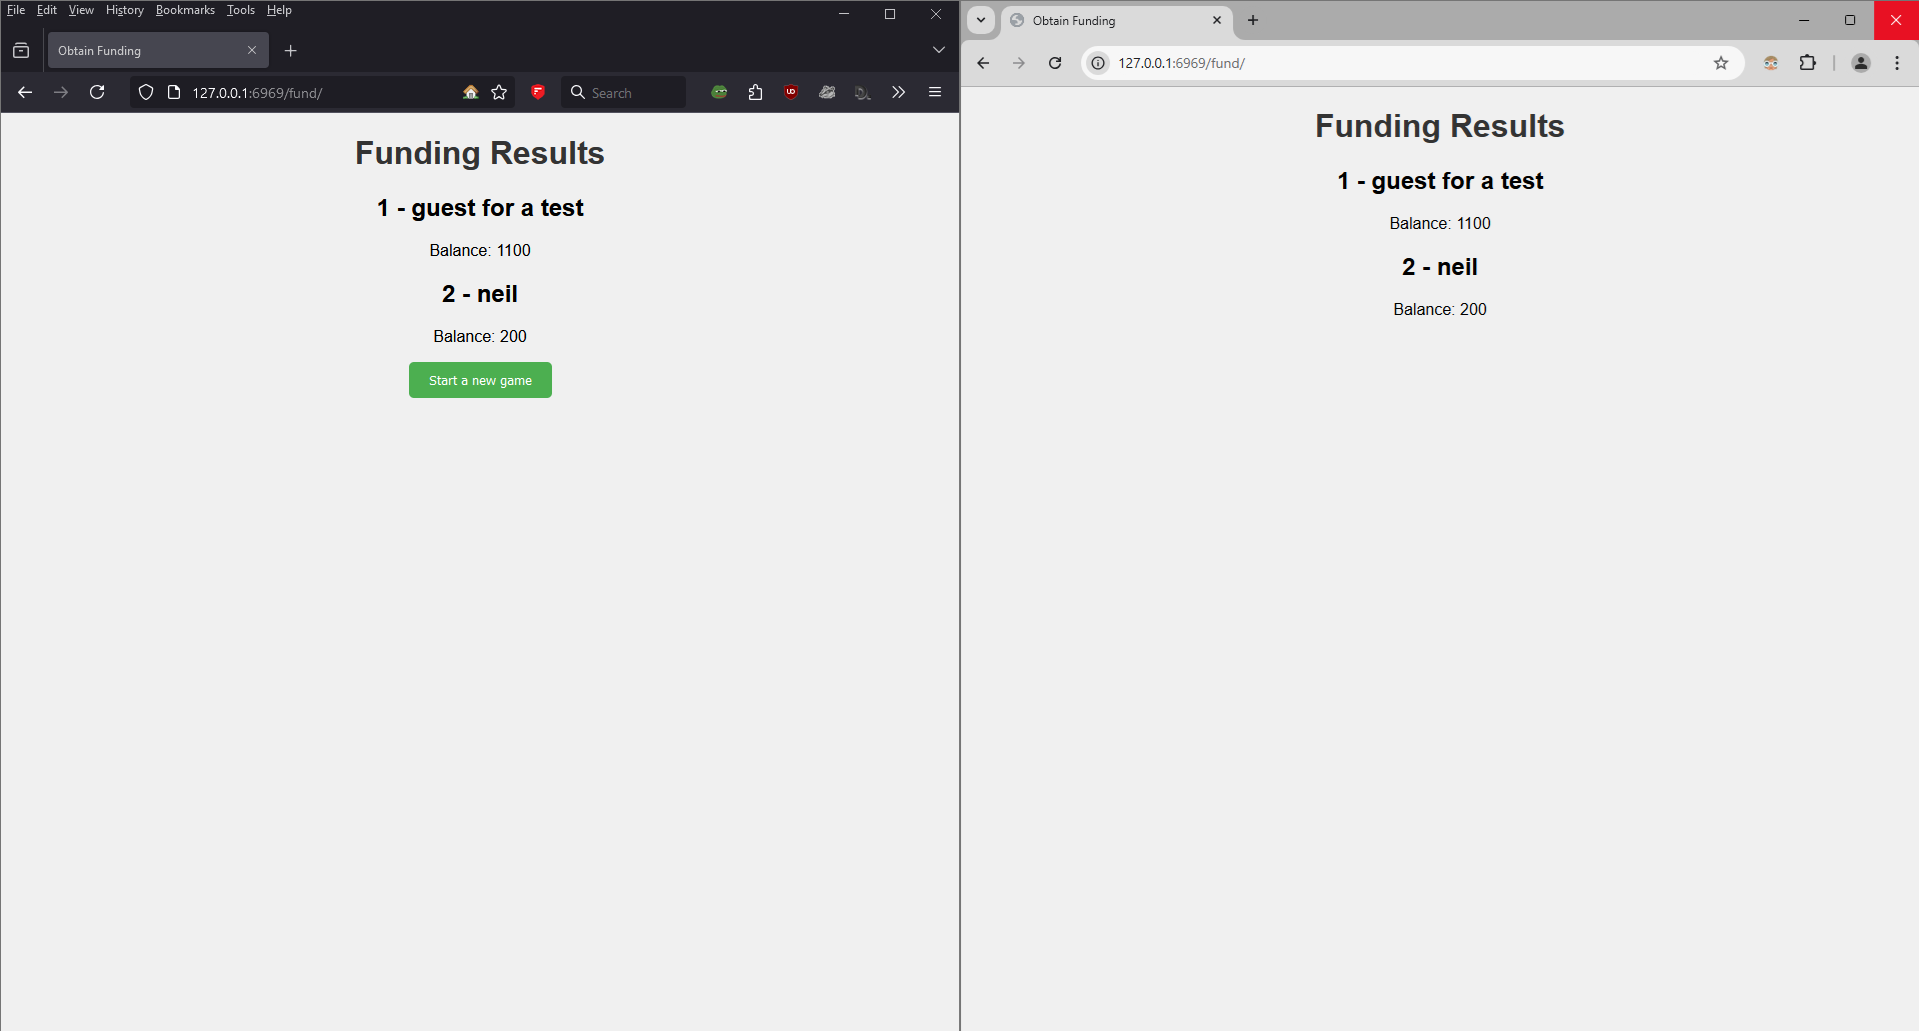 File Edit View History Bookmarks Tools Help
Obtain Funding
127.0.0.1:6969/fund/
Search
UD
Funding Results
1 - guest for a test
Balance: 1100
2 - neil
Balance: 200
Start a new game
Obtain Funding
127.0.0.1:6969/fund/
Funding Results
1 - guest for a test
Balance: 1100
2 - neil
Balance: 200